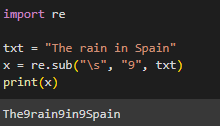 import re
txt = "The rain in Spain"
x = re.sub("\s", "9", txt)
print(x)
The9rain9in9Spain